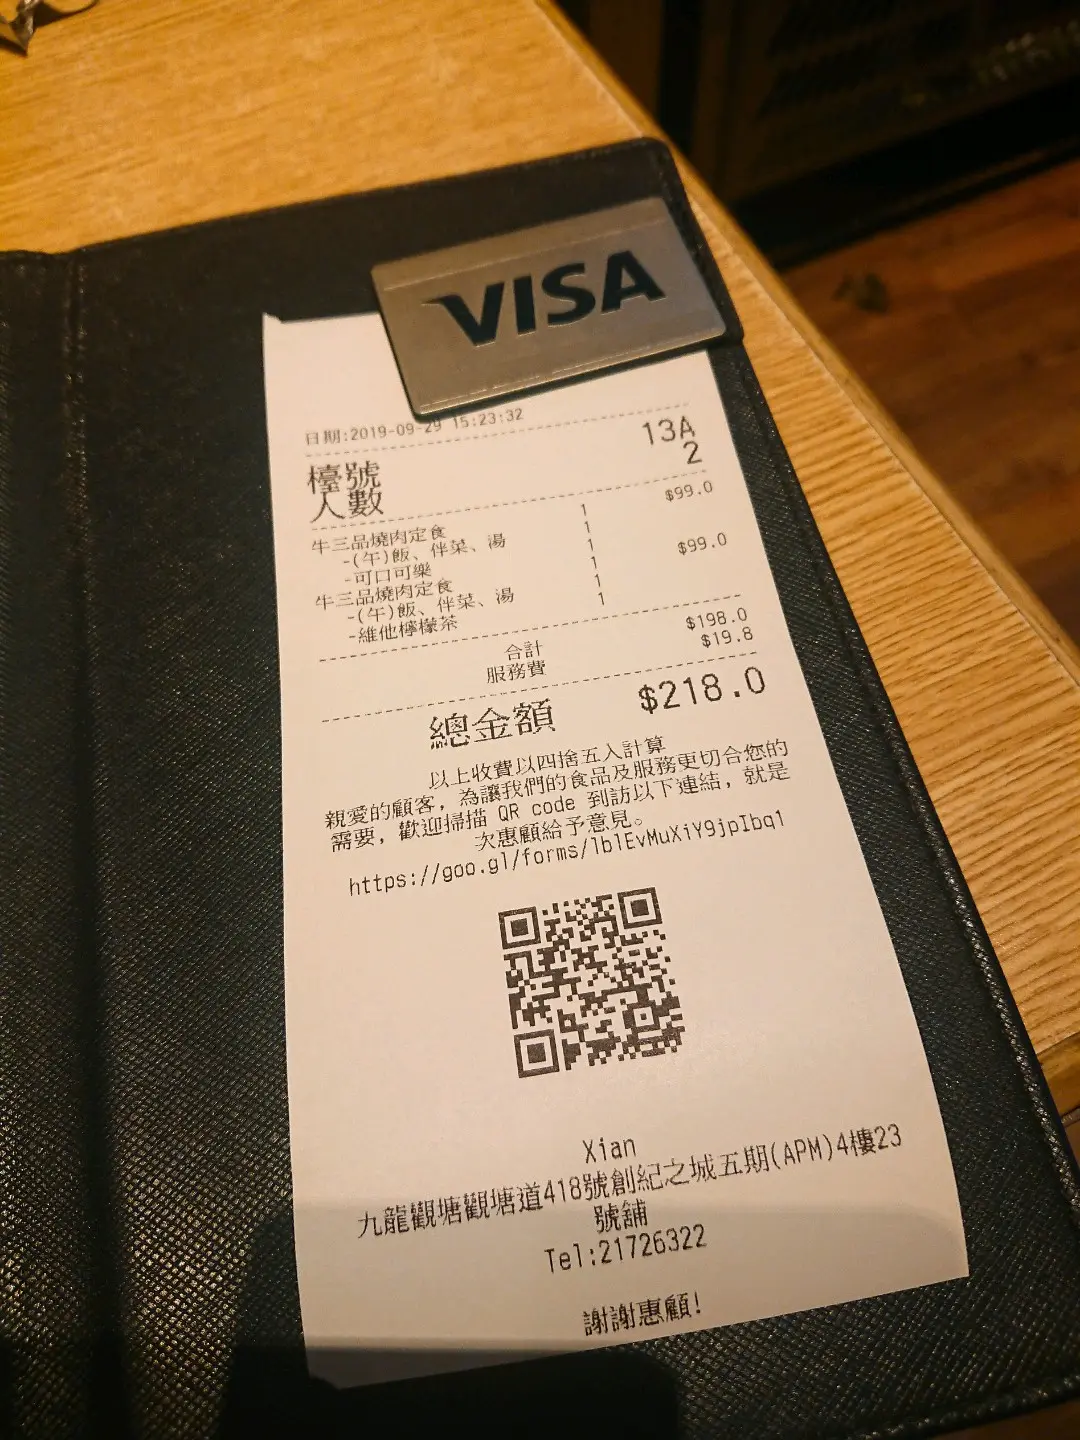 VISA
日期:2019-09-29 15:23:32
檯號 13A
人數 2
牛三品燒肉定食 1 $99.0
-(午)飯、伴菜、湯 1
-可口可樂 1
牛三品燒肉定食 1 $99.0
-(午)飯、伴菜、湯 1
-維他檸檬茶 1
合計 $198.0
服務費 $19.8
總金額 $218.0
以上收費以四捨五入計算
親愛的顧客, 為讓我們的食品及服務更切合您的
需要, 歡迎掃描 QR code 到訪以下連結, 就是
次惠顧給予意見。
https://goo.gl/forms/lblEvMuXiY9jpIbq1
Xian
九龍觀塘觀塘道418號創紀之城五期(APM)4樓23
號舖
Tel:21726322
謝謝惠顧!